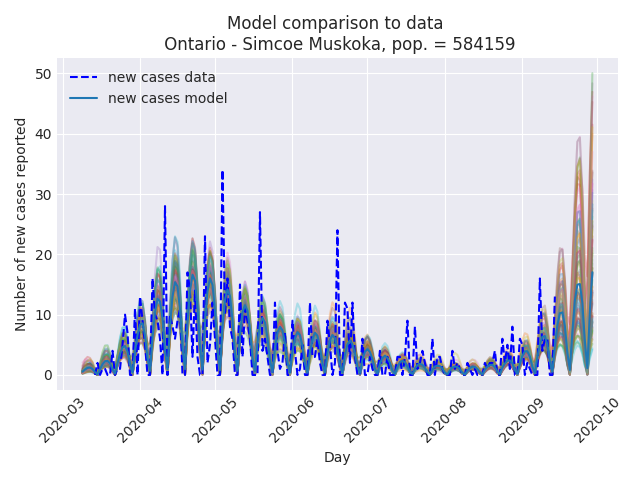 Model comparison to data
Ontario - Simcoe Muskoka, pop. = 584159
new cases data
new cases model
Number of new cases reported
50
40
30
20
10
0
2020-03
2020-04
2020-05
2020-06
2020-07
2020-08
2020-09
2020-10
Day